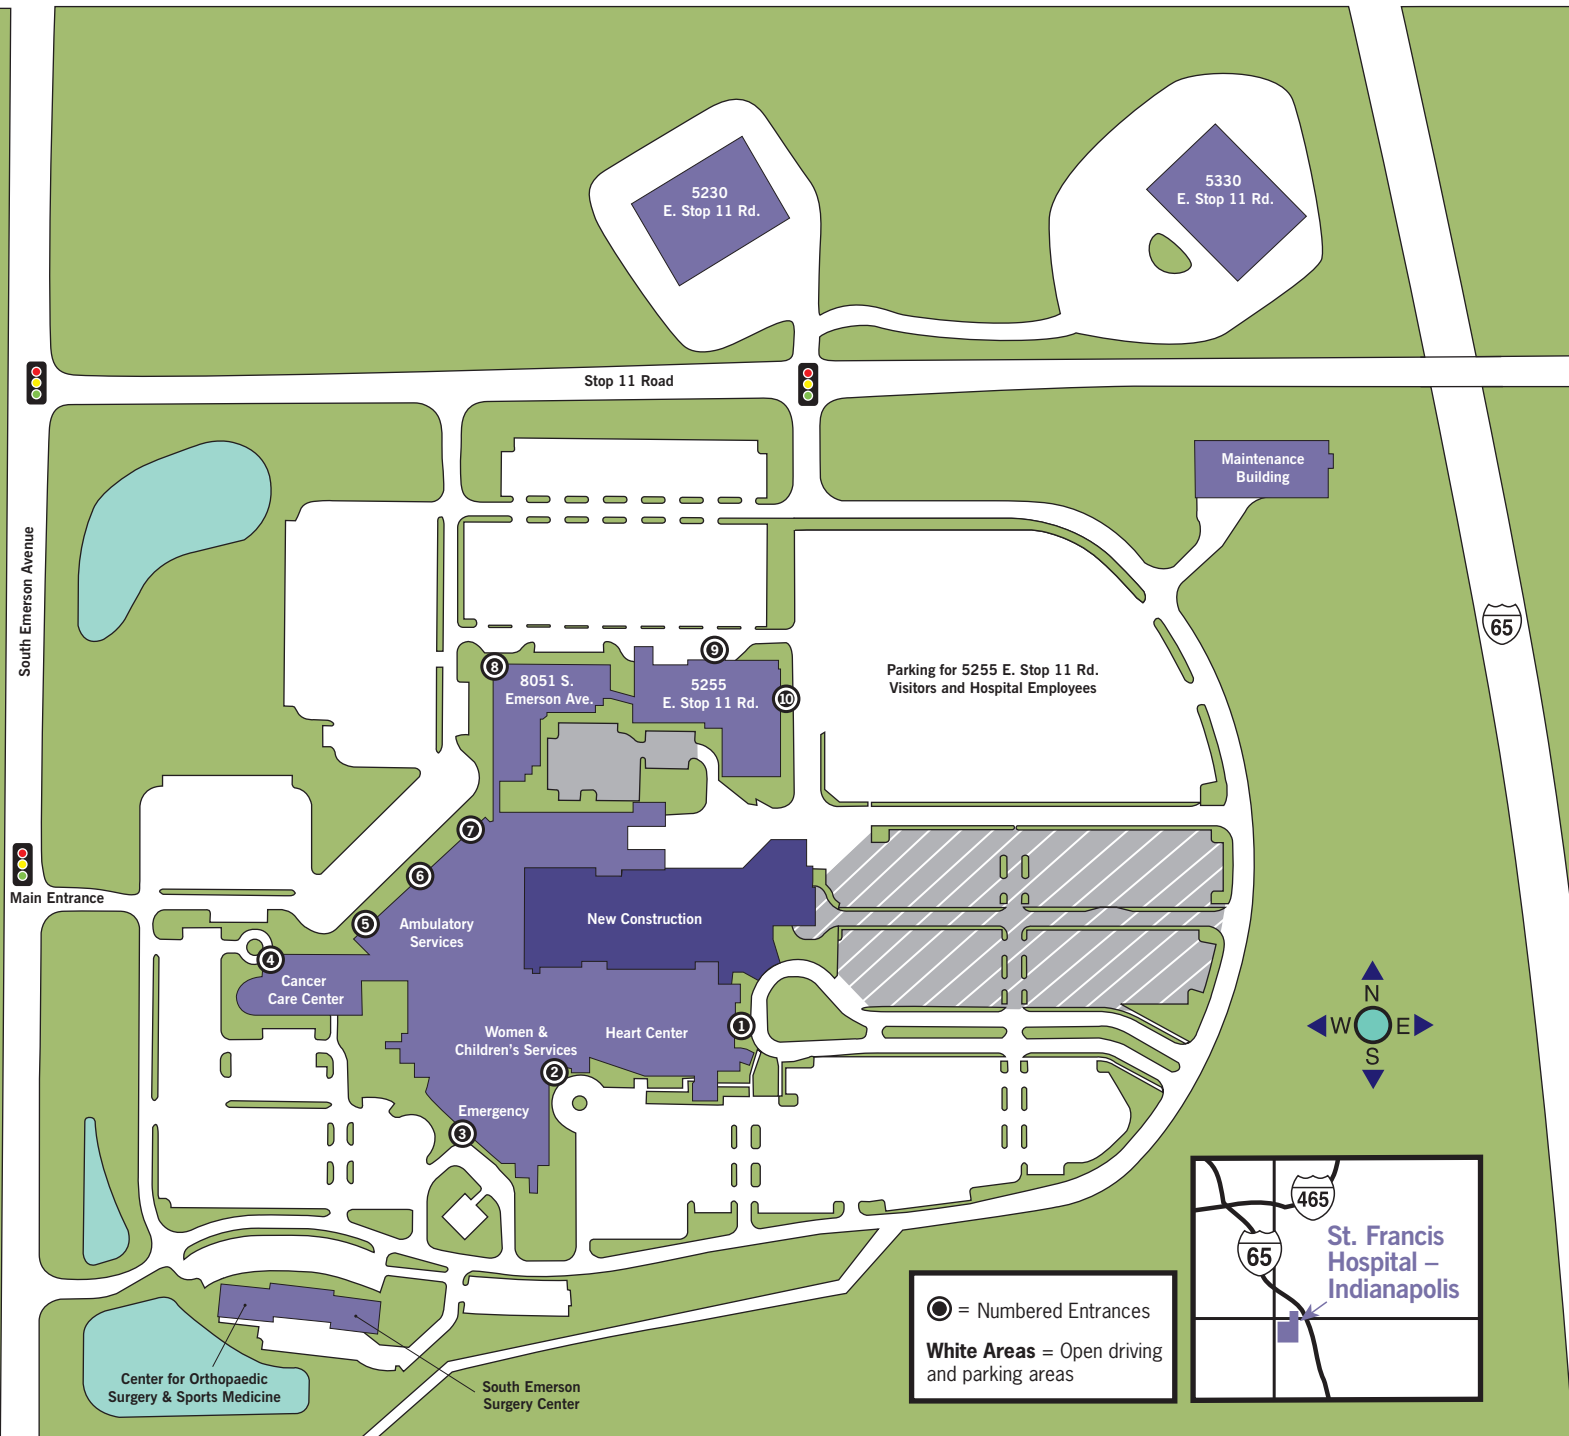 5230
E. Stop 11 Rd.
5330
E. Stop 11 Rd.
Stop 11 Road
Maintenance
Building
South Emerson Avenue
65
9
8
8051 S.
Emerson Ave.
5255
E. Stop 11 Rd.
10
Parking for 5255 E. Stop 11 Rd.
Visitors and Hospital Employees
7
6
Main Entrance
5
Ambulatory
Services
New Construction
4
Cancer
Care Center
Women &
Children's Services
Heart Center
1
2
Emergency
3
N
W
E
S
465
65
St. Francis
Hospital –
Indianapolis
= Numbered Entrances
White Areas = Open driving
and parking areas
Center for Orthopaedic
Surgery & Sports Medicine
South Emerson
Surgery Center